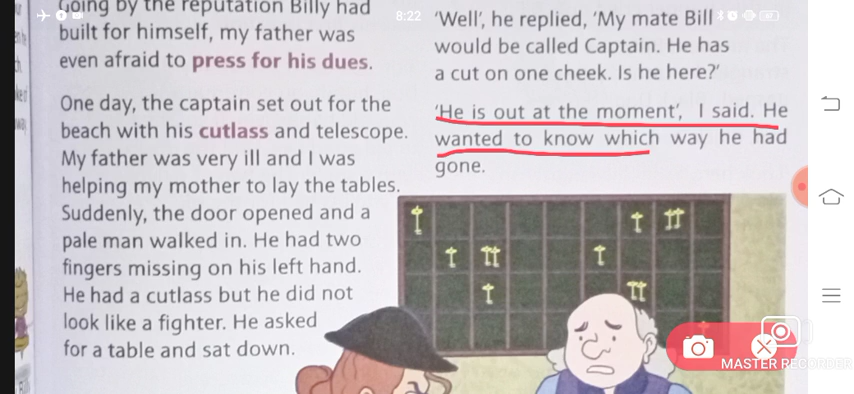 Going by the reputation Billy had
built for himself, my father was
even afraid to press for his dues.
One day, the captain set out for the
beach with his cutlass and telescope.
My father was very ill and I was
helping my mother to lay the tables.
Suddenly, the door opened and a
pale man walked in. He had two
fingers missing on his left hand.
He had a cutlass but he did not
look like a fighter. He asked
for a table and sat down.
8:22
‘Well’, he replied, ‘My mate Bill
would be called Captain. He has
a cut on one cheek. Is he here?’
‘He is out at the moment’, I said. He
wanted to know which way he had
gone.
MASTER RECORDER